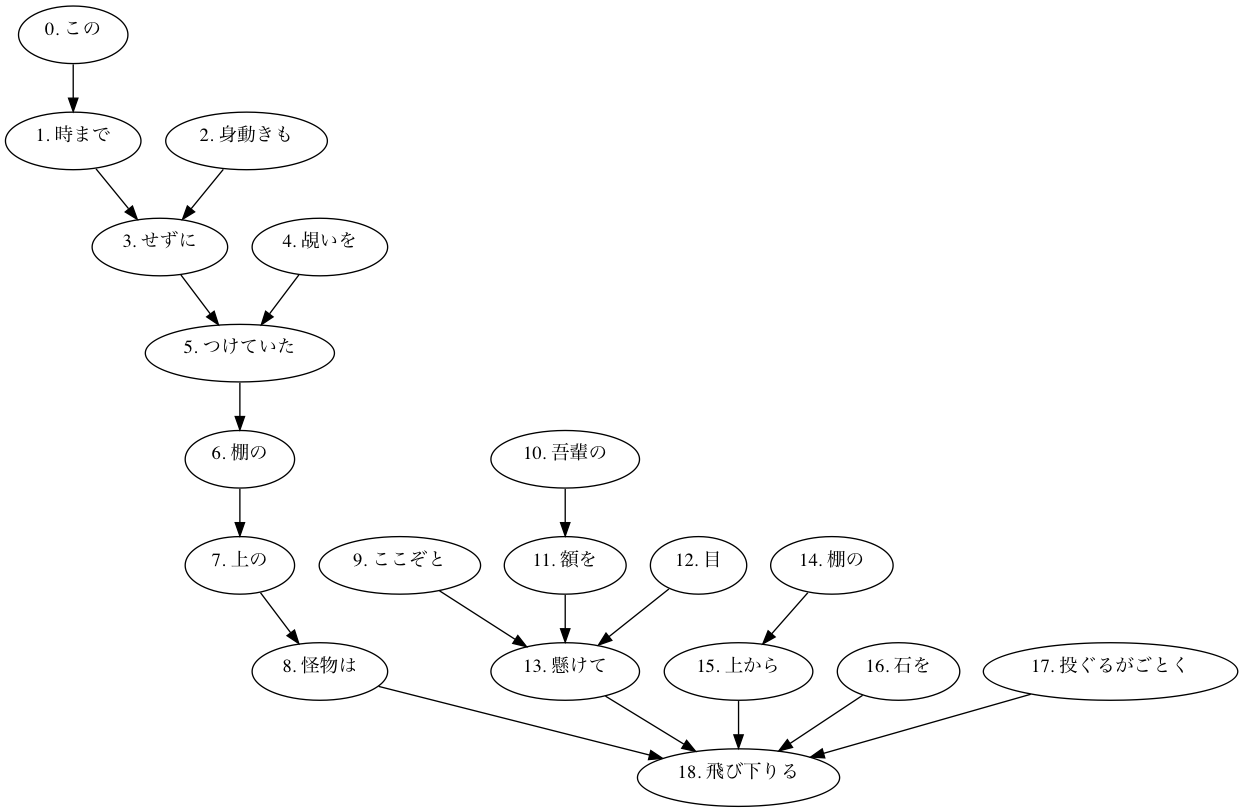 0. この
1. 時まで
2. 身動きも
3. せずに
4. 覘いを
5. つけていた
6. 棚の
10. 吾輩の
7. 上の
9. ここぞと
11. 額を
12. 目
14. 棚の
8. 怪物は
13. 懸けて
15. 上から
16. 石を
17. 投ぐるがごとく
18. 飛び下りる